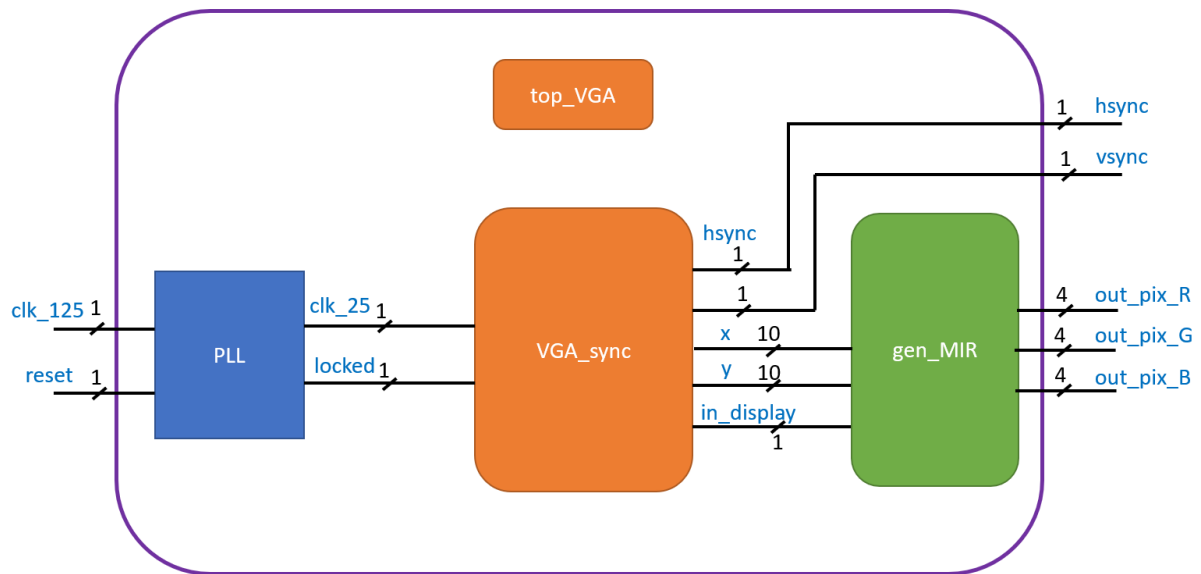 top_VGA
1
hsync
1
vsync
hsync
1
clk_125
1
clk_25
1
1
4
out_pix_R
PLL
VGA_sync
x
10
gen_MIR
4
out_pix_G
reset
1
locked
1
y
10
4
out_pix_B
in_display
1